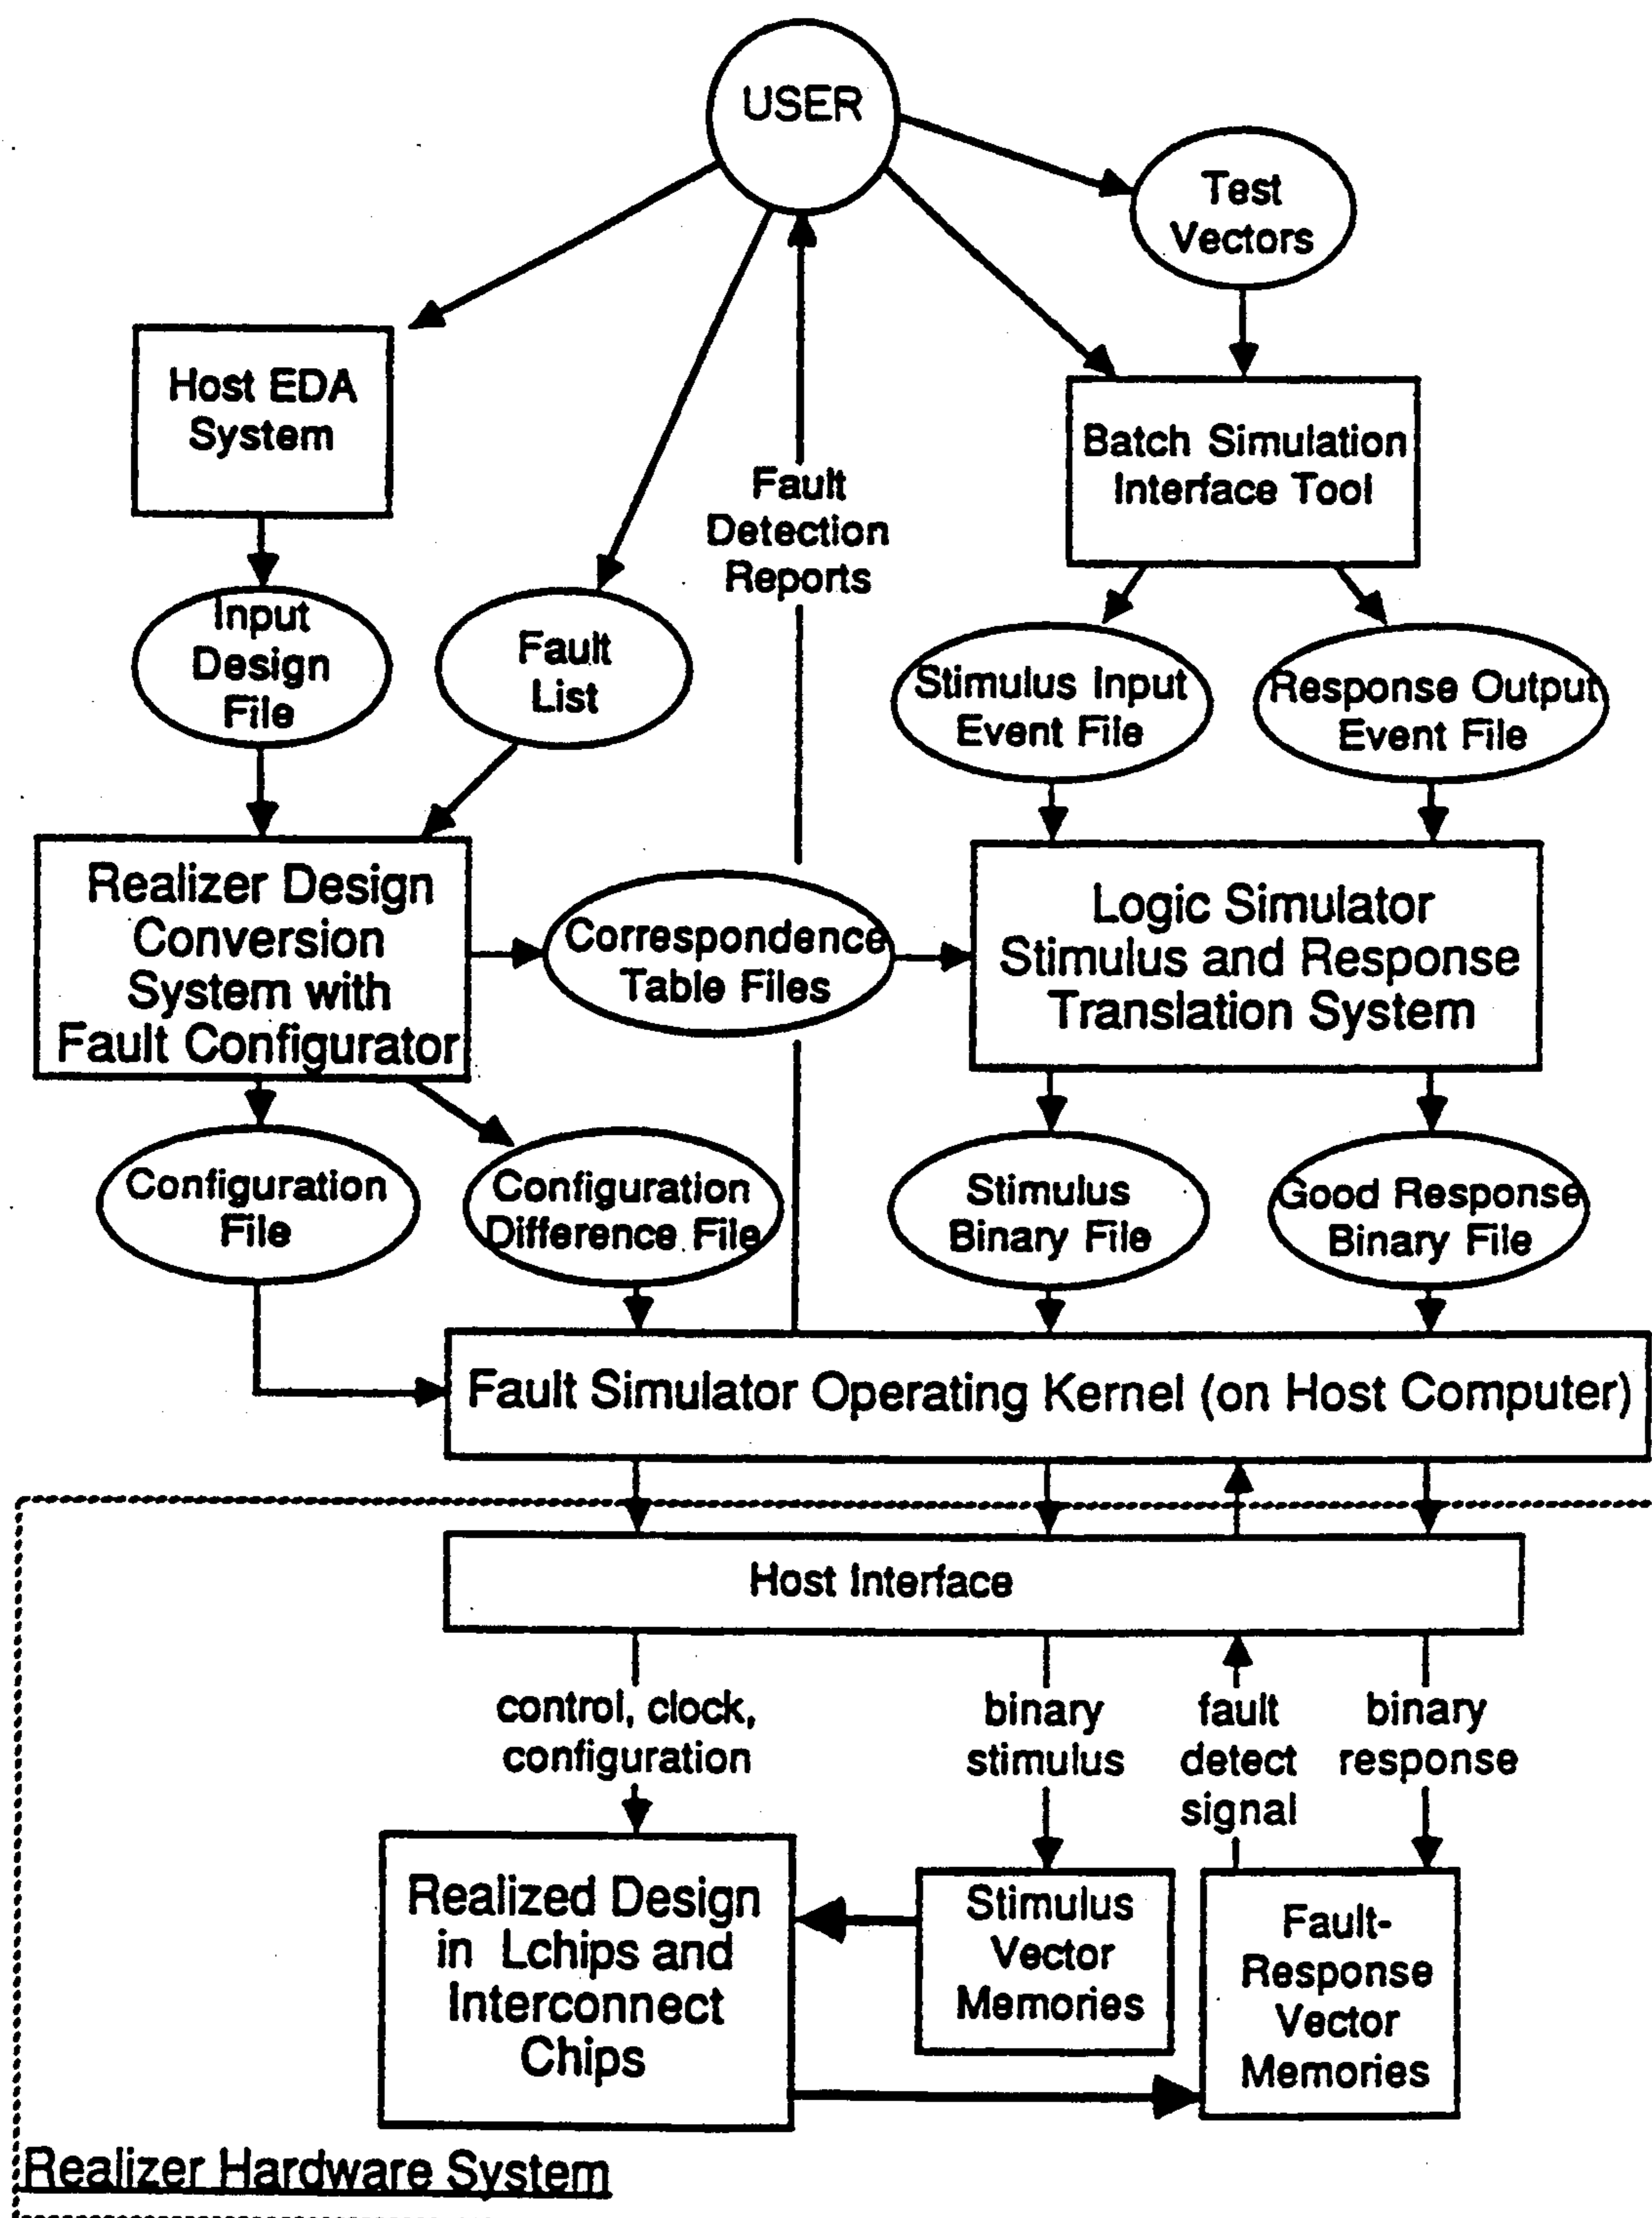 USER
Test
Vectors
Host EDA
System
Batch Simulation
Interface Tool
Fault
Detection
Reports
Input
Design
File
Fault
List
Stimulus Input
Event File
Response Output
Event File
Realizer Design
Conversion
System with
Fault Configurator
Correspondence
Table Files
Logic Simulator
Stimulus and Response
Translation System
Configuration
File
Configuration
Difference File
Stimulus
Binary File
Good Response
Binary File
Fault Simulator Operating Kernel (on Host Computer)
Host Interface
control, clock,
configuration
binary
stimulus
fault
detect
signal
binary
response
Realized Design
in Lchips and
Interconnect
Chips
Stimulus
Vector
Memories
Fault-
Response
Vector
Memories
Realizer Hardware System